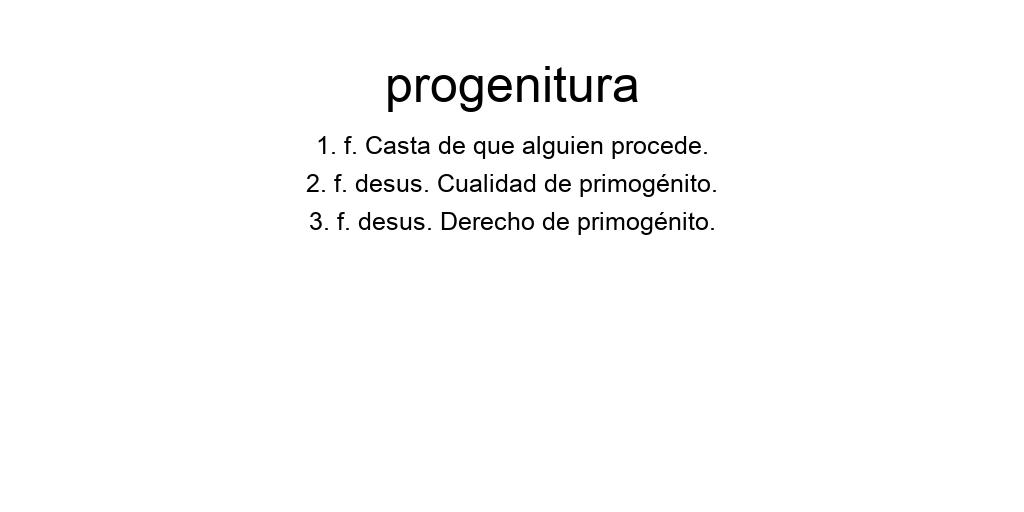 progenitura
1. f. Casta de que alguien procede.
2. f. desus. Cualidad de primogénito.
3. f. desus. Derecho de primogénito.